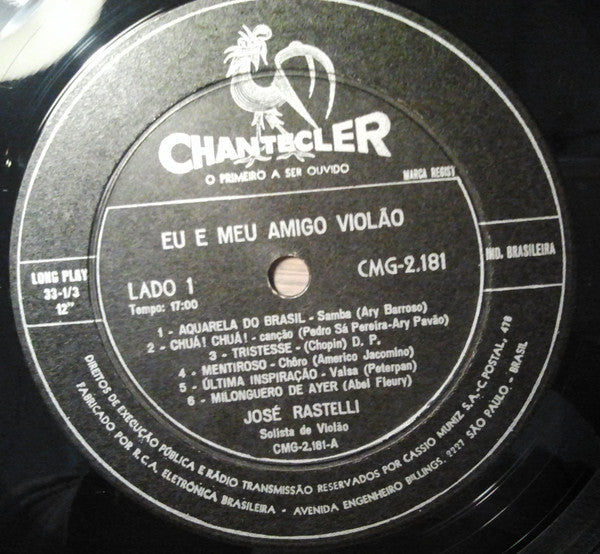 CHANTECLER
O PRIMEIRO A SER OUVIDO
MARCA REGIST
EU E MEU AMIGO VIOLÃO
LONG PLAY
33-1/3
12"
LADO 1
Tempo: 17:00
CMG-2.181
IND. BRASILEIRA
1 - AQUARELA DO BRASIL - Samba (Ary Barroso)
2 - CHUÁ! CHUÁ! - canção (Pedro Sá Pereira-Ary Pavão)
3 - TRISTESSE - (Chopin) D. P.
4 - MENTIROSO - Chôro (Americo Jacomino)
5 - ÚLTIMA INSPIRAÇÃO - Valsa (Peterpan)
6 - MILONGUERO DE AYER (Abel Fleury)
JOSÉ RASTELLI
Solista de Violão
CMG-2.181-A
DIREITOS DE EXECUÇÃO PÚBLICA E RÁDIO TRANSMISSÃO RESERVADOS POR CÁSSIO MUNIZ S.A.-C. POSTAL, 478
FABRICADO POR R.C.A. ELETRÔNICA BRASILEIRA - AVENIDA ENGENHEIRO BILLINGS, 2227 SÃO PAULO - BRASIL